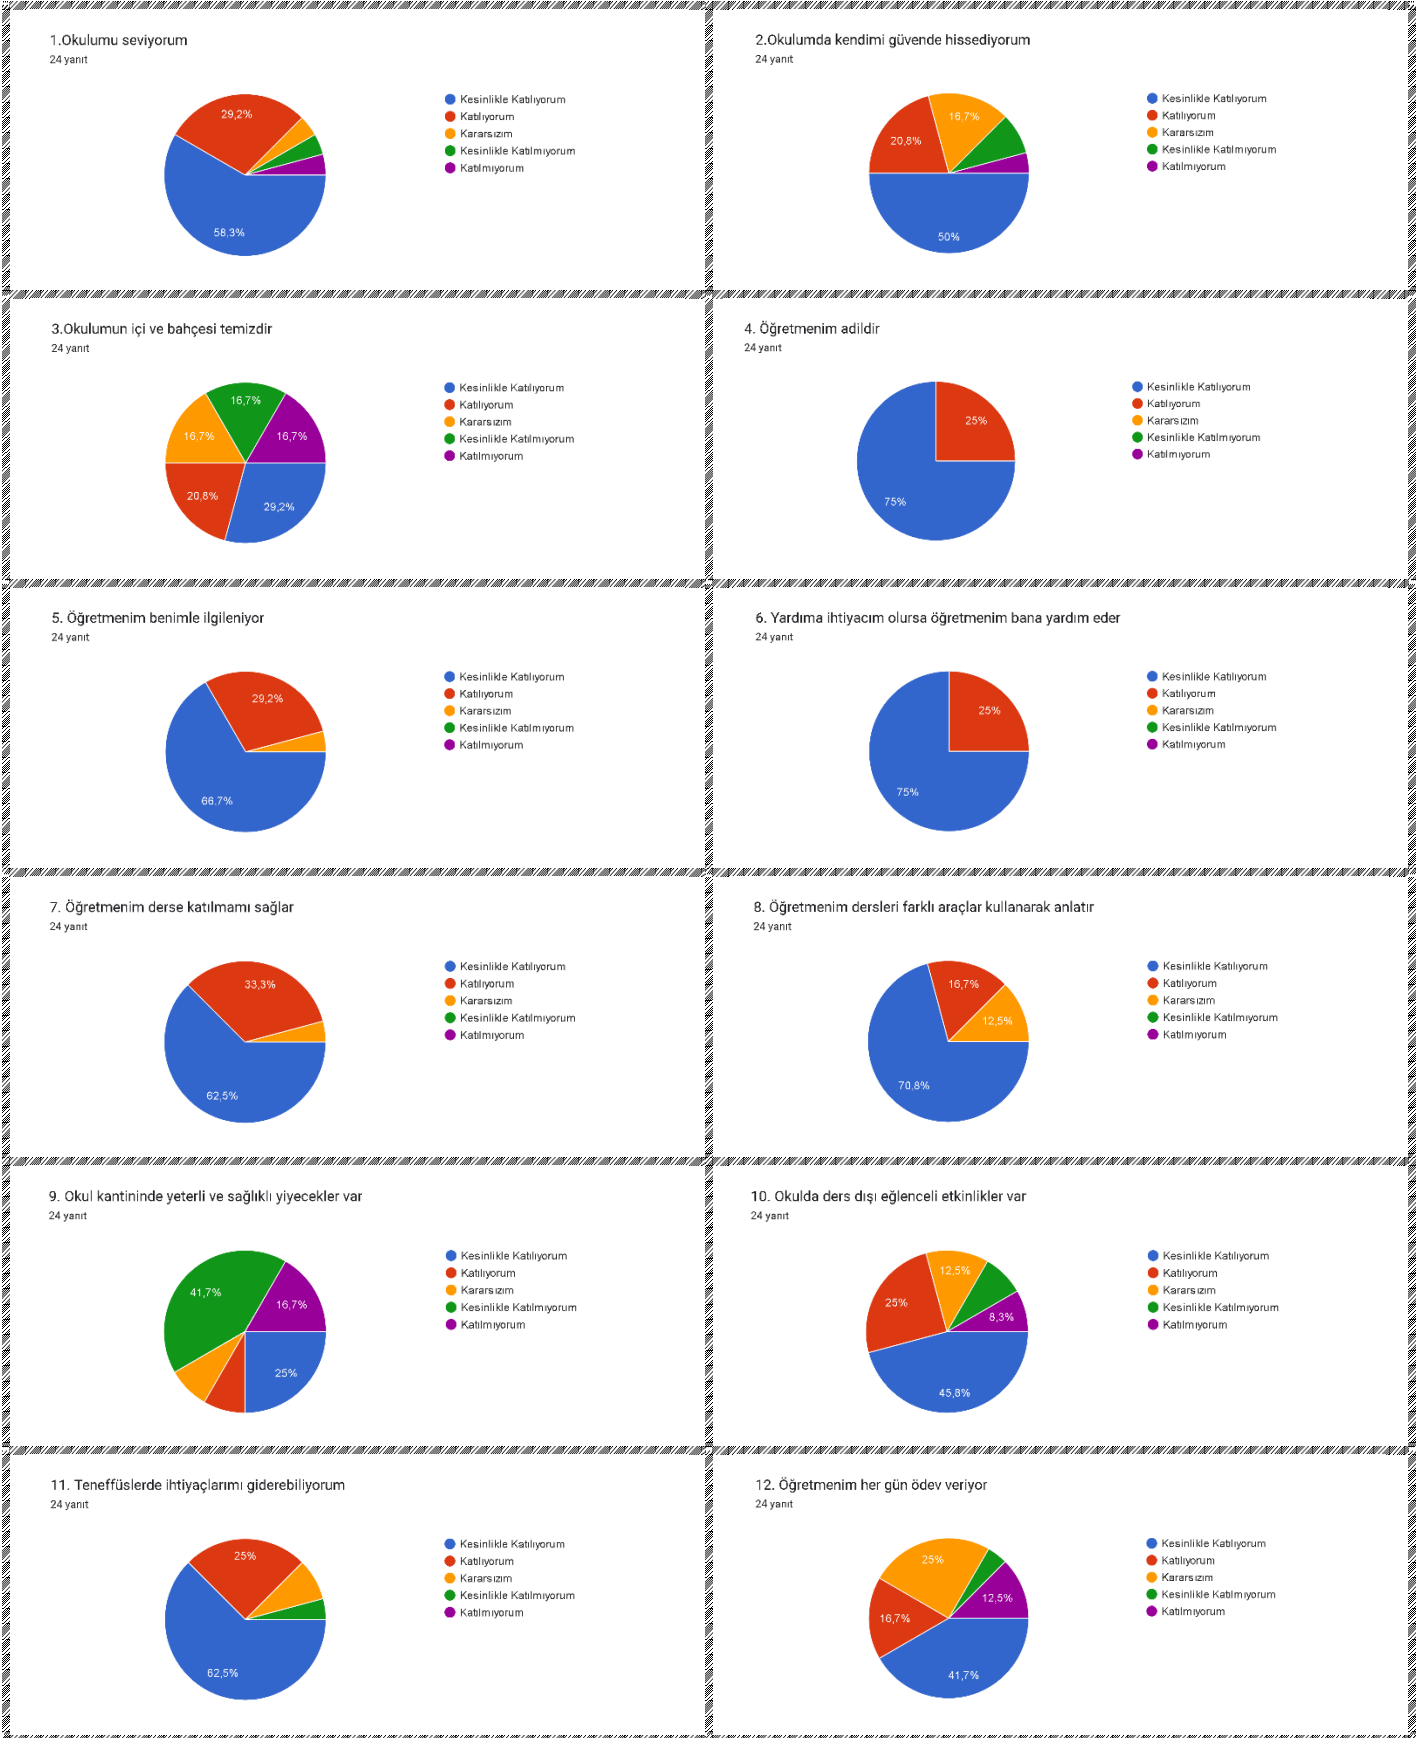 1.Okulumu seviyorum
24 yanıt
29,2%
58,3%
Kesinlikle Katılıyorum
Katılıyorum
Kararsızım
Kesinlikle Katılmıyorum
Katılmıyorum
2.Okulumda kendimi güvende hissediyorum
24 yanıt
16,7%
20,8%
50%
Kesinlikle Katılıyorum
Katılıyorum
Kararsızım
Kesinlikle Katılmıyorum
Katılmıyorum
3.Okulumun içi ve bahçesi temizdir
24 yanıt
16,7%
16,7%
16,7%
20,8%
29,2%
Kesinlikle Katılıyorum
Katılıyorum
Kararsızım
Kesinlikle Katılmıyorum
Katılmıyorum
4. Öğretmenim adildir
24 yanıt
25%
75%
Kesinlikle Katılıyorum
Katılıyorum
Kararsızım
Kesinlikle Katılmıyorum
Katılmıyorum
5. Öğretmenim benimle ilgileniyor
24 yanıt
29,2%
66,7%
Kesinlikle Katılıyorum
Katılıyorum
Kararsızım
Kesinlikle Katılmıyorum
Katılmıyorum
6. Yardıma ihtiyacım olursa öğretmenim bana yardım eder
24 yanıt
25%
75%
Kesinlikle Katılıyorum
Katılıyorum
Kararsızım
Kesinlikle Katılmıyorum
Katılmıyorum
7. Öğretmenim derse katılmamı sağlar
24 yanıt
33,3%
62,5%
Kesinlikle Katılıyorum
Katılıyorum
Kararsızım
Kesinlikle Katılmıyorum
Katılmıyorum
8. Öğretmenim dersleri farklı araçlar kullanarak anlatır
24 yanıt
16,7%
12,5%
70,8%
Kesinlikle Katılıyorum
Katılıyorum
Kararsızım
Kesinlikle Katılmıyorum
Katılmıyorum
9. Okul kantininde yeterli ve sağlıklı yiyecekler var
24 yanıt
41,7%
16,7%
25%
Kesinlikle Katılıyorum
Katılıyorum
Kararsızım
Kesinlikle Katılmıyorum
Katılmıyorum
10. Okulda ders dışı eğlenceli etkinlikler var
24 yanıt
12,5%
25%
8,3%
45,8%
Kesinlikle Katılıyorum
Katılıyorum
Kararsızım
Kesinlikle Katılmıyorum
Katılmıyorum
11. Teneffüslerde ihtiyaçlarımı giderebiliyorum
24 yanıt
25%
62,5%
Kesinlikle Katılıyorum
Katılıyorum
Kararsızım
Kesinlikle Katılmıyorum
Katılmıyorum
12. Öğretmenim her gün ödev veriyor
24 yanıt
25%
16,7%
12,5%
41,7%
Kesinlikle Katılıyorum
Katılıyorum
Kararsızım
Kesinlikle Katılmıyorum
Katılmıyorum